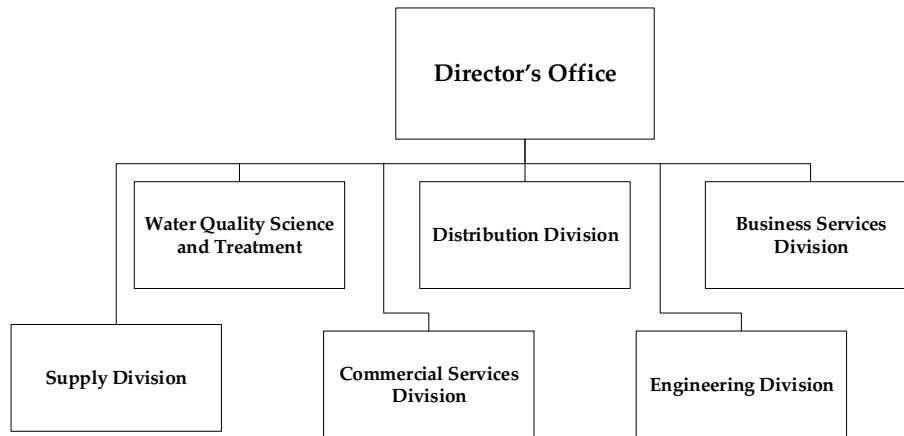 Director’s Office
Water Quality Science
and Treatment
Distribution Division
Business Services
Division
Supply Division
Commercial Services
Division
Engineering Division